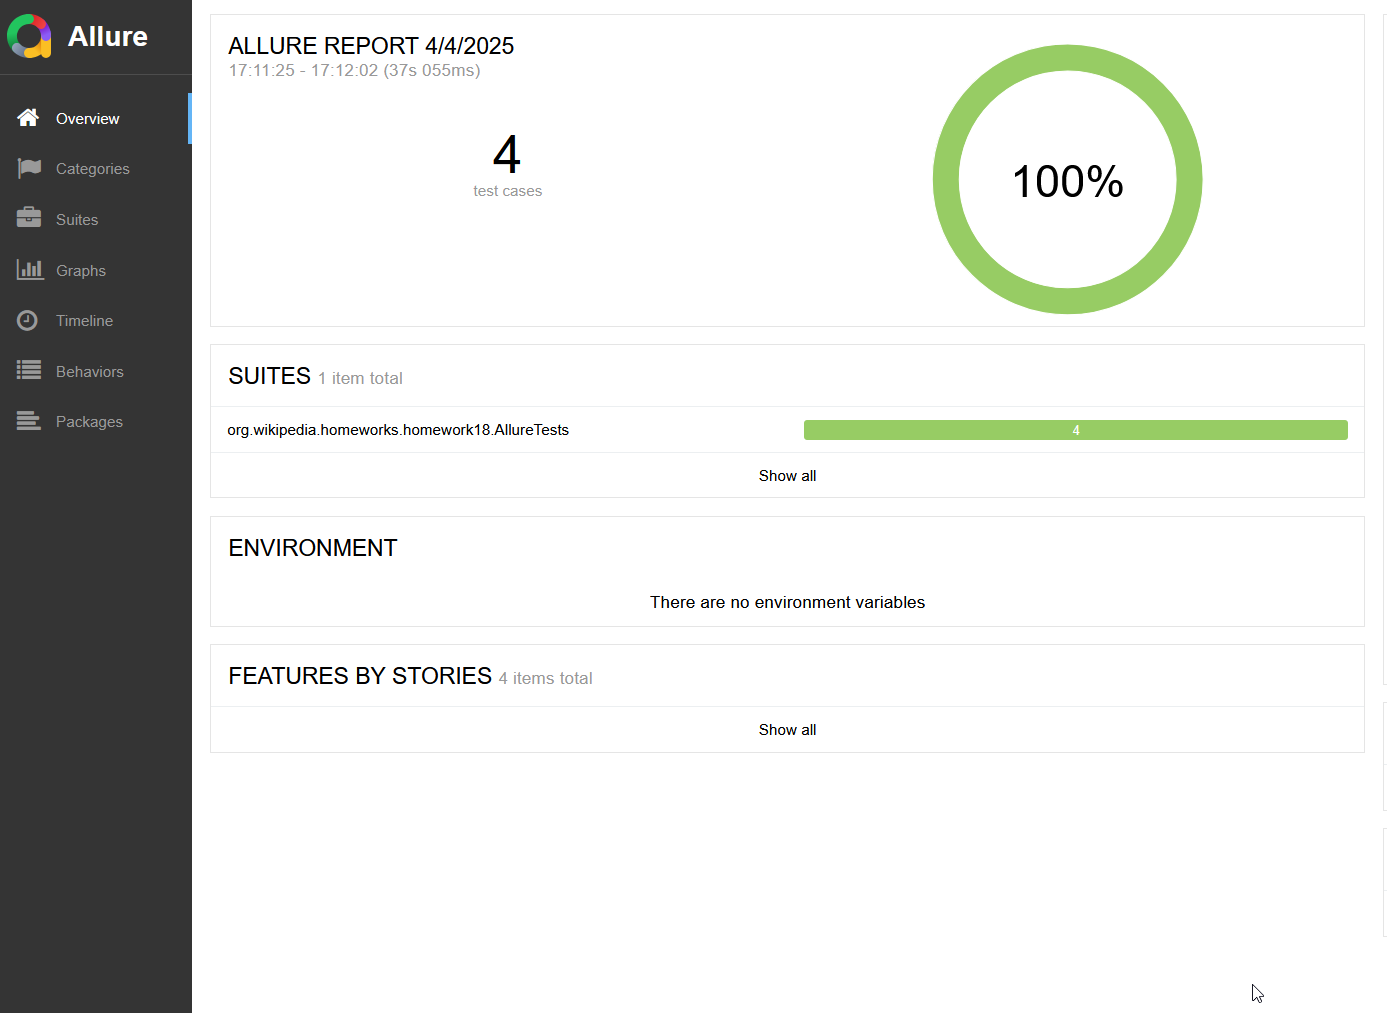 Allure
Overview
Categories
Suites
Graphs
Timeline
Behaviors
Packages
ALLURE REPORT 4/4/2025
17:11:25 - 17:12:02 (37s 055ms)
4
test cases
100%
SUITES 1 item total
org.wikipedia.homeworks.homework18.AllureTests 4
Show all
ENVIRONMENT
There are no environment variables
FEATURES BY STORIES 4 items total
Show all